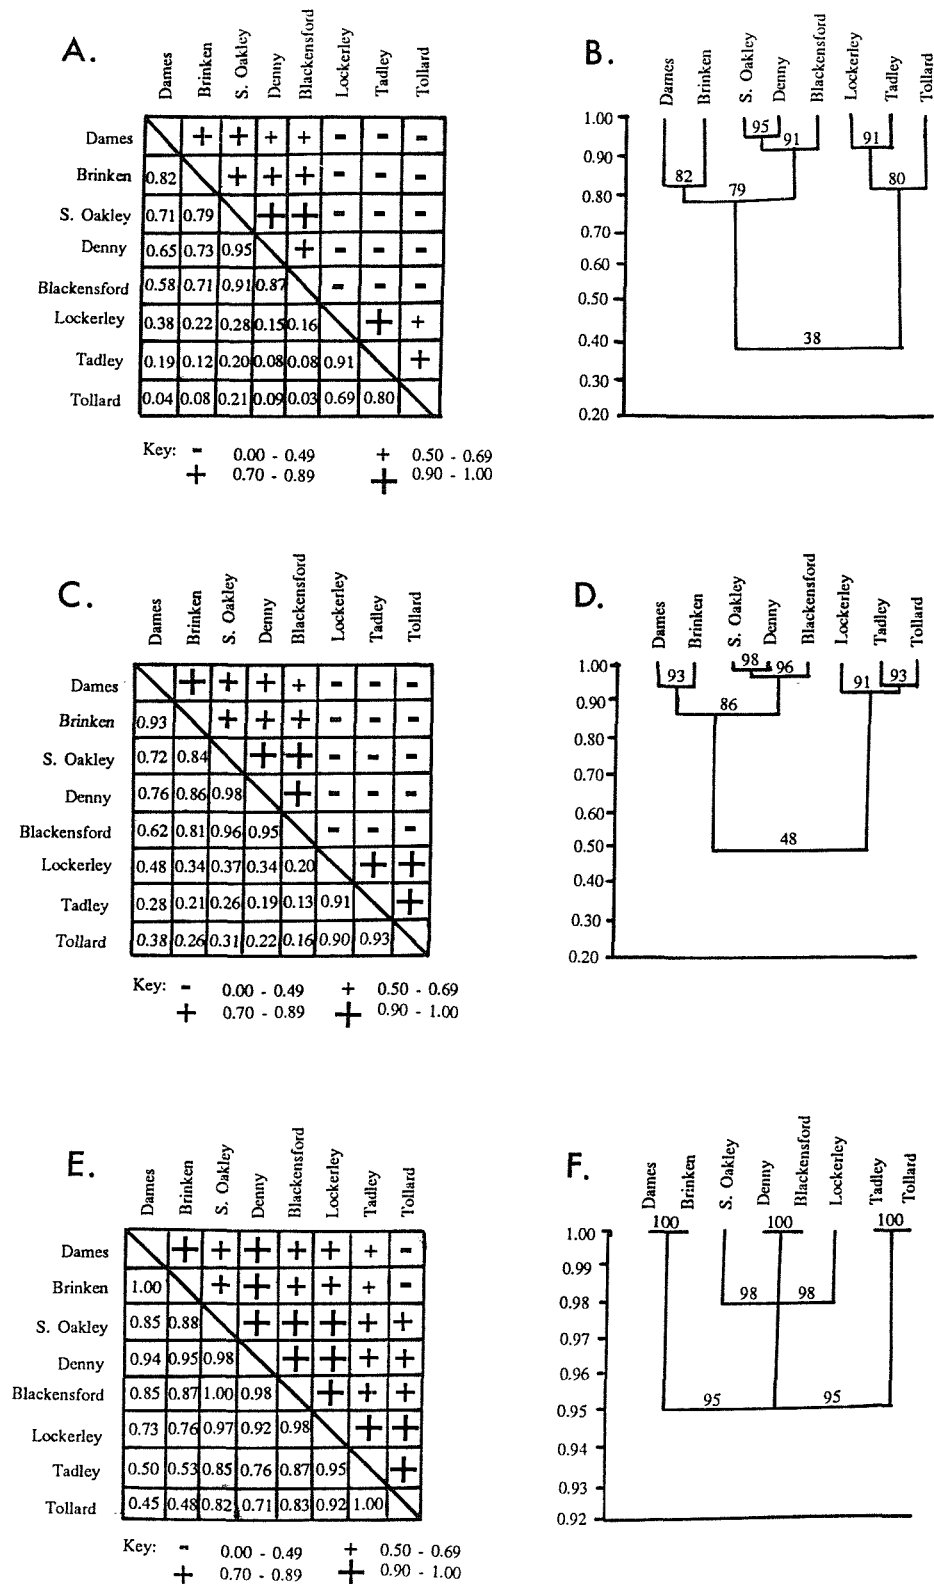 A.
Dames Brinken S. Oakley Denny Blackensford Lockerley Tadley Tollard
Dames + + + + - - -
Brinken 0.82 + + + - - -
S. Oakley 0.71 0.79 + + - - -
Denny 0.65 0.73 0.95 + - - -
Blackensford 0.58 0.71 0.91 0.87 - - -
Lockerley 0.38 0.22 0.28 0.15 0.16 + +
Tadley 0.19 0.12 0.20 0.08 0.08 0.91 +
Tollard 0.04 0.08 0.21 0.09 0.03 0.69 0.80
Key: - 0.00 - 0.49 + 0.50 - 0.69
+ 0.70 - 0.89 + 0.90 - 1.00
B.
Dames Brinken S. Oakley Denny Blackensford Lockerley Tadley Tollard
1.00
95
91 91
0.90
82 79 80
0.80
0.70
0.60
0.50
38
0.40
0.30
0.20
C.
Dames Brinken S. Oakley Denny Blackensford Lockerley Tadley Tollard
Dames + + + + - - -
Brinken 0.93 + + + - - -
S. Oakley 0.72 0.84 + + - - -
Denny 0.76 0.86 0.98 + - - -
Blackensford 0.62 0.81 0.96 0.95 - - -
Lockerley 0.48 0.34 0.37 0.34 0.20 + +
Tadley 0.28 0.21 0.26 0.19 0.13 0.91 +
Tollard 0.38 0.26 0.31 0.22 0.16 0.90 0.93
Key: - 0.00 - 0.49 + 0.50 - 0.69
+ 0.70 - 0.89 + 0.90 - 1.00
D.
Dames Brinken S. Oakley Denny Blackensford Lockerley Tadley Tollard
1.00
93 98 96 91 93
0.90
86
0.80
0.70
0.60
0.50
48
0.40
0.30
0.20
E.
Dames Brinken S. Oakley Denny Blackensford Lockerley Tadley Tollard
Dames + + + + + + -
Brinken 1.00 + + + + + -
S. Oakley 0.85 0.88 + + + + +
Denny 0.94 0.95 0.98 + + + +
Blackensford 0.85 0.87 1.00 0.98 + + +
Lockerley 0.73 0.76 0.97 0.92 0.98 + +
Tadley 0.50 0.53 0.85 0.76 0.87 0.95 +
Tollard 0.45 0.48 0.82 0.71 0.83 0.92 1.00
Key: - 0.00 - 0.49 + 0.50 - 0.69
+ 0.70 - 0.89 + 0.90 - 1.00
F.
Dames Brinken S. Oakley Denny Blackensford Lockerley Tadley Tollard
100 100 100
1.00
0.99
98 98
0.98
0.97
0.96
95 95
0.95
0.94
0.93
0.92